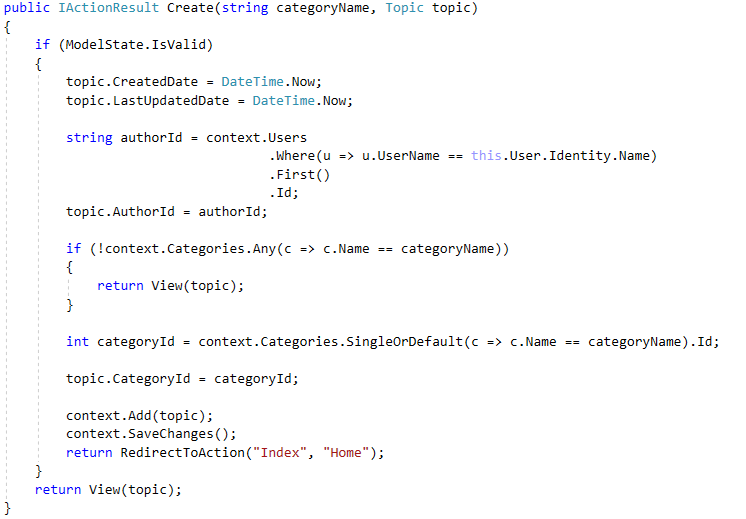 public IActionResult Create(string categoryName, Topic topic)
{
    if (ModelState.IsValid)
    {
        topic.CreatedDate = DateTime.Now;
        topic.LastUpdatedDate = DateTime.Now;

        string authorId = context.Users
                                  .Where(u => u.UserName == this.User.Identity.Name)
                                  .First()
                                  .Id;
        topic.AuthorId = authorId;

        if (!context.Categories.Any(c => c.Name == categoryName))
        {
            return View(topic);
        }

        int categoryId = context.Categories.SingleOrDefault(c => c.Name == categoryName).Id;

        topic.CategoryId = categoryId;

        context.Add(topic);
        context.SaveChanges();
        return RedirectToAction("Index", "Home");
    }
    return View(topic);
}